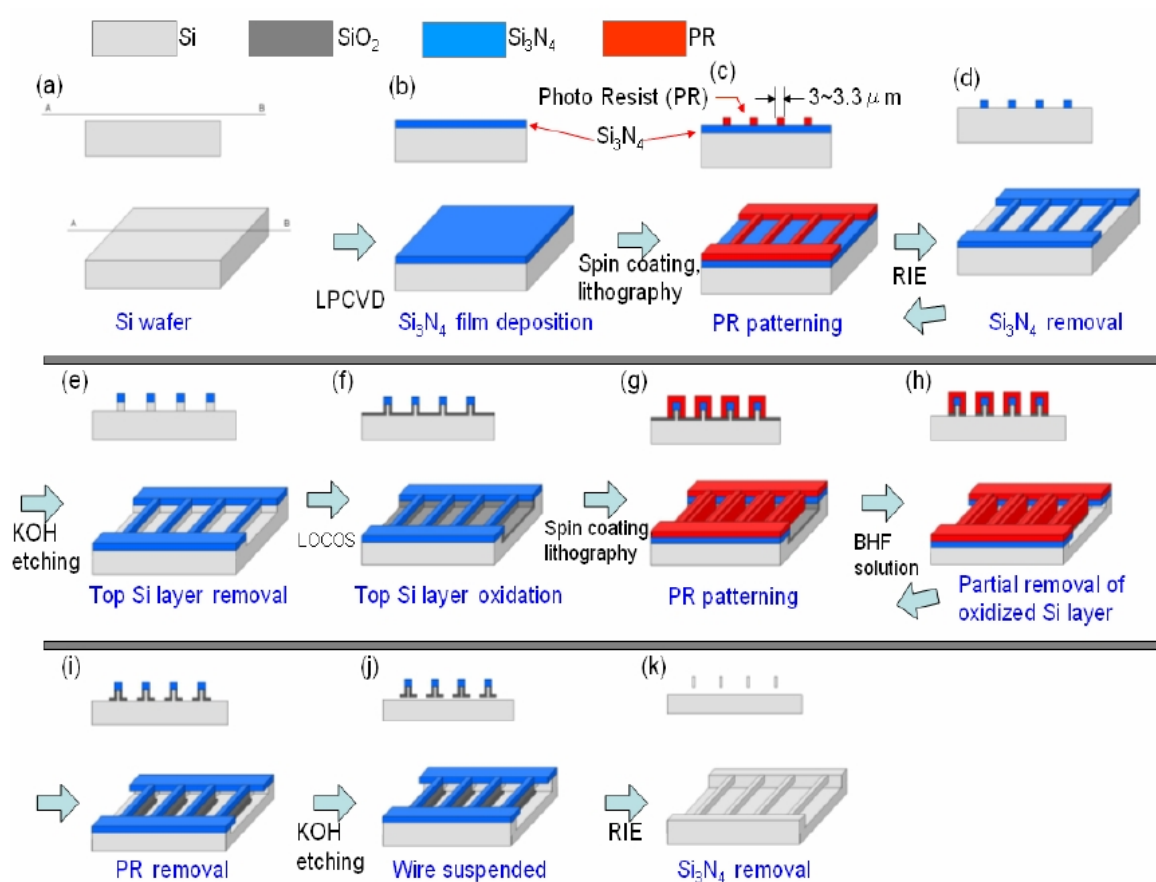 Si SiO₂ Si₃N₄ PR
(a) (b) (c) (d)
A B
Photo Resist (PR) 3~3.3 μm
Si₃N₄
A B
LPCVD
Spin coating,
lithography
RIE
Si wafer
Si₃N₄ film deposition
PR patterning
Si₃N₄ removal
(e) (f) (g) (h)
KOH
etching
LOCOS
Spin coating
lithography
BHF
solution
Top Si layer removal
Top Si layer oxidation
PR patterning
Partial removal of
oxidized Si layer
(i) (j) (k)
KOH
etching
RIE
PR removal
Wire suspended
Si₃N₄ removal